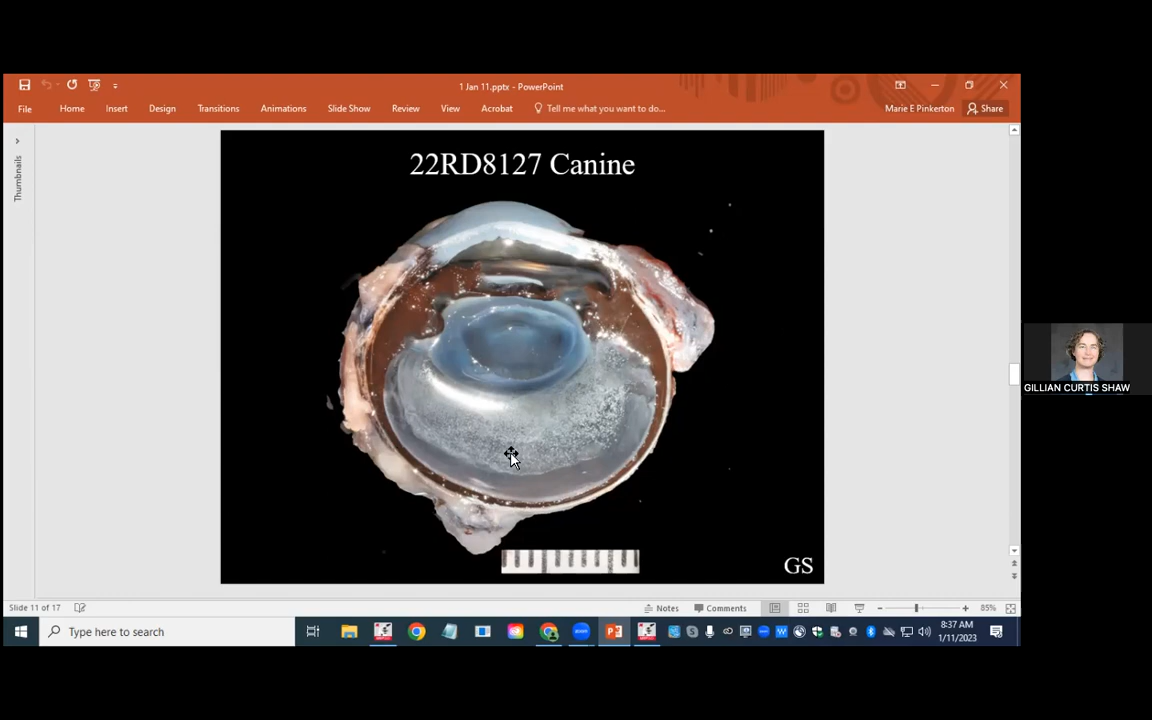 1 Jan 11.pptx - PowerPoint
File Home Insert Design Transitions Animations Slide Show Review View Acrobat Tell me what you want to do... Marie E Pinkerton Share
Thumbnails
22RD8127 Canine
GS
GILLIAN CURTIS SHAW
Slide 11 of 17 Notes Comments 85%
Type here to search
8:37 AM
1/11/2023